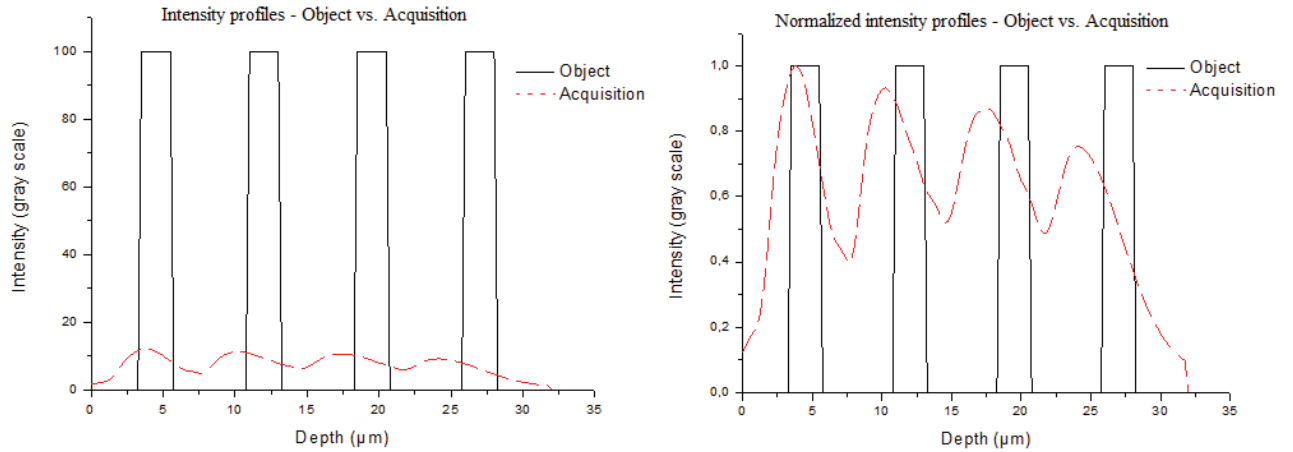 Intensity profiles - Object vs. Acquisition
100
80
60
40
20
0
0
5
10
15
20
25
30
35
Intensity (gray scale)
Depth (μm)
Object
Acquisition
Normalized intensity profiles - Object vs. Acquisition
1,0
0,8
0,6
0,4
0,2
0,0
0
5
10
15
20
25
30
35
Intensity (gray scale)
Depth (μm)
Object
Acquisition